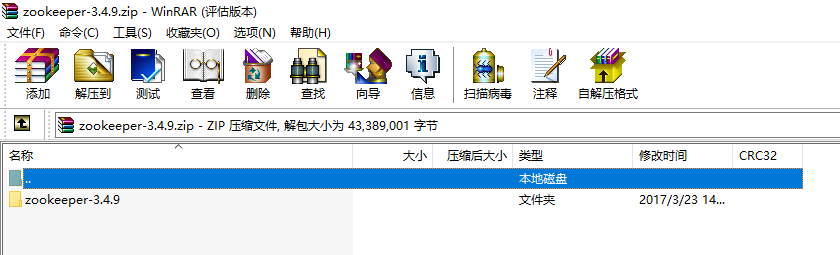 zookeeper-3.4.9.zip - WinRAR (评估版本)
文件(F) 命令(C) 工具(S) 收藏夹(O) 选项(N) 帮助(H)
添加 解压到 测试 查看 删除 查找 向导 信息 扫描病毒 注释 自解压格式
zookeeper-3.4.9.zip - ZIP 压缩文件, 解包大小为 43,389,001 字节
名称 大小 压缩后大小 类型 修改时间 CRC32
.. 本地磁盘
zookeeper-3.4.9 文件夹 2017/3/23 14...